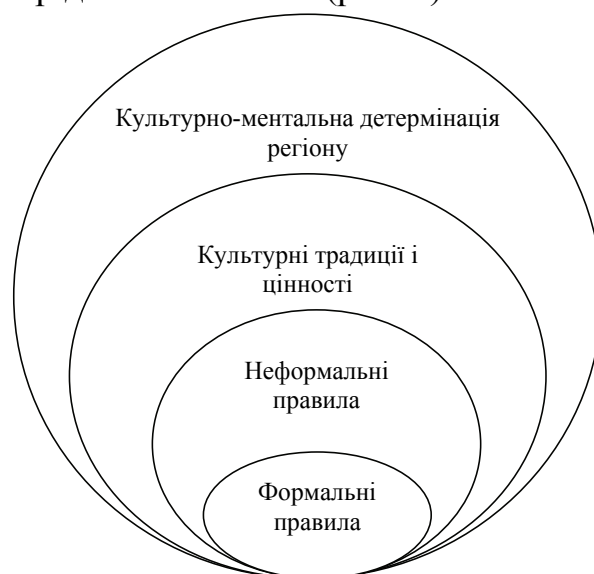 Культурно-ментальна детермінація
регіону
Культурні традиції і
цінності
Неформальні
правила
Формальні
правила